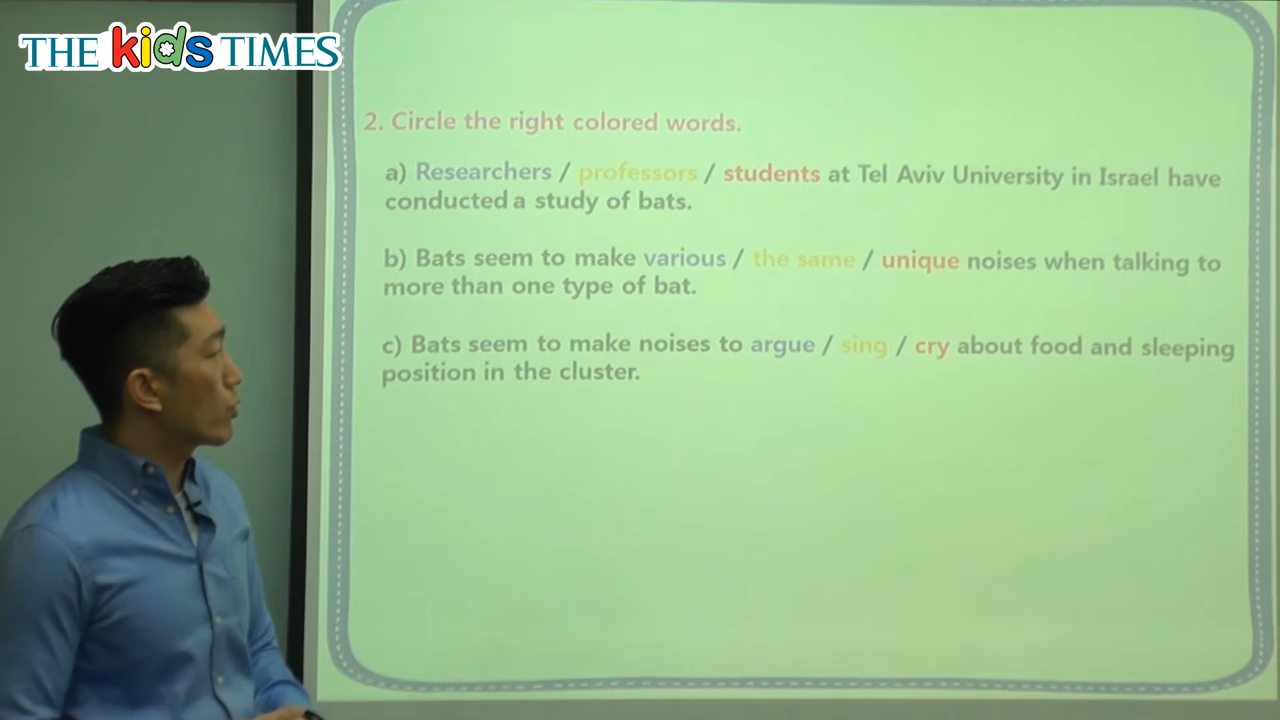 THE kids TIMES
2. Circle the right colored words.
a) Researchers / professors / students at Tel Aviv University in Israel have
conducted a study of bats.
b) Bats seem to make various / the same / unique noises when talking to
more than one type of bat.
c) Bats seem to make noises to argue / sing / cry about food and sleeping
position in the cluster.